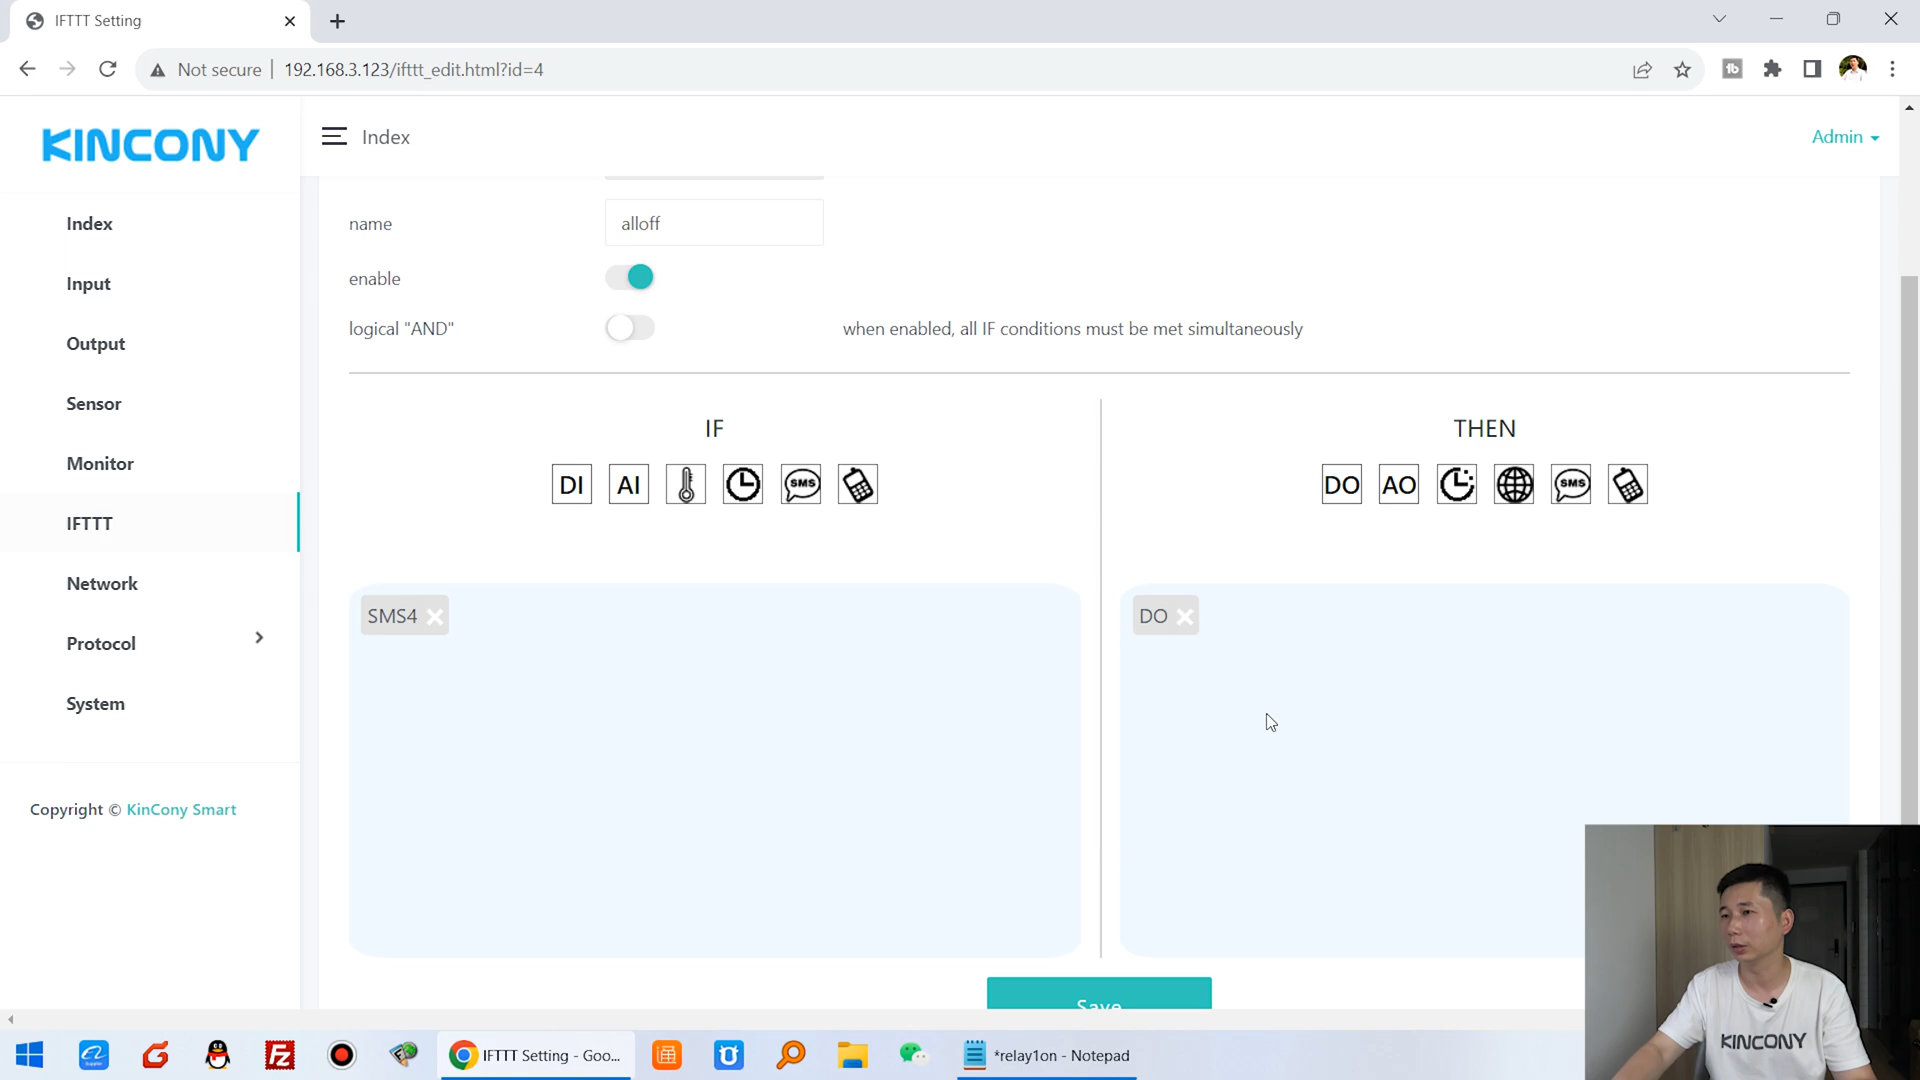 IFTTT Setting
Not secure 192.168.3.123/ifttt_edit.html?id=4
KINCONY
Index
Admin
Index
Input
Output
Sensor
Monitor
IFTTT
Network
Protocol
System
Copyright © KinCony Smart
name alloff
enable
logical "AND" when enabled, all IF conditions must be met simultaneously
IF THEN
DI AI SMS DO AO SMS
SMS4 DO
Save
KINCONY
IFTTT Setting - Goo...
*relay1on - Notepad